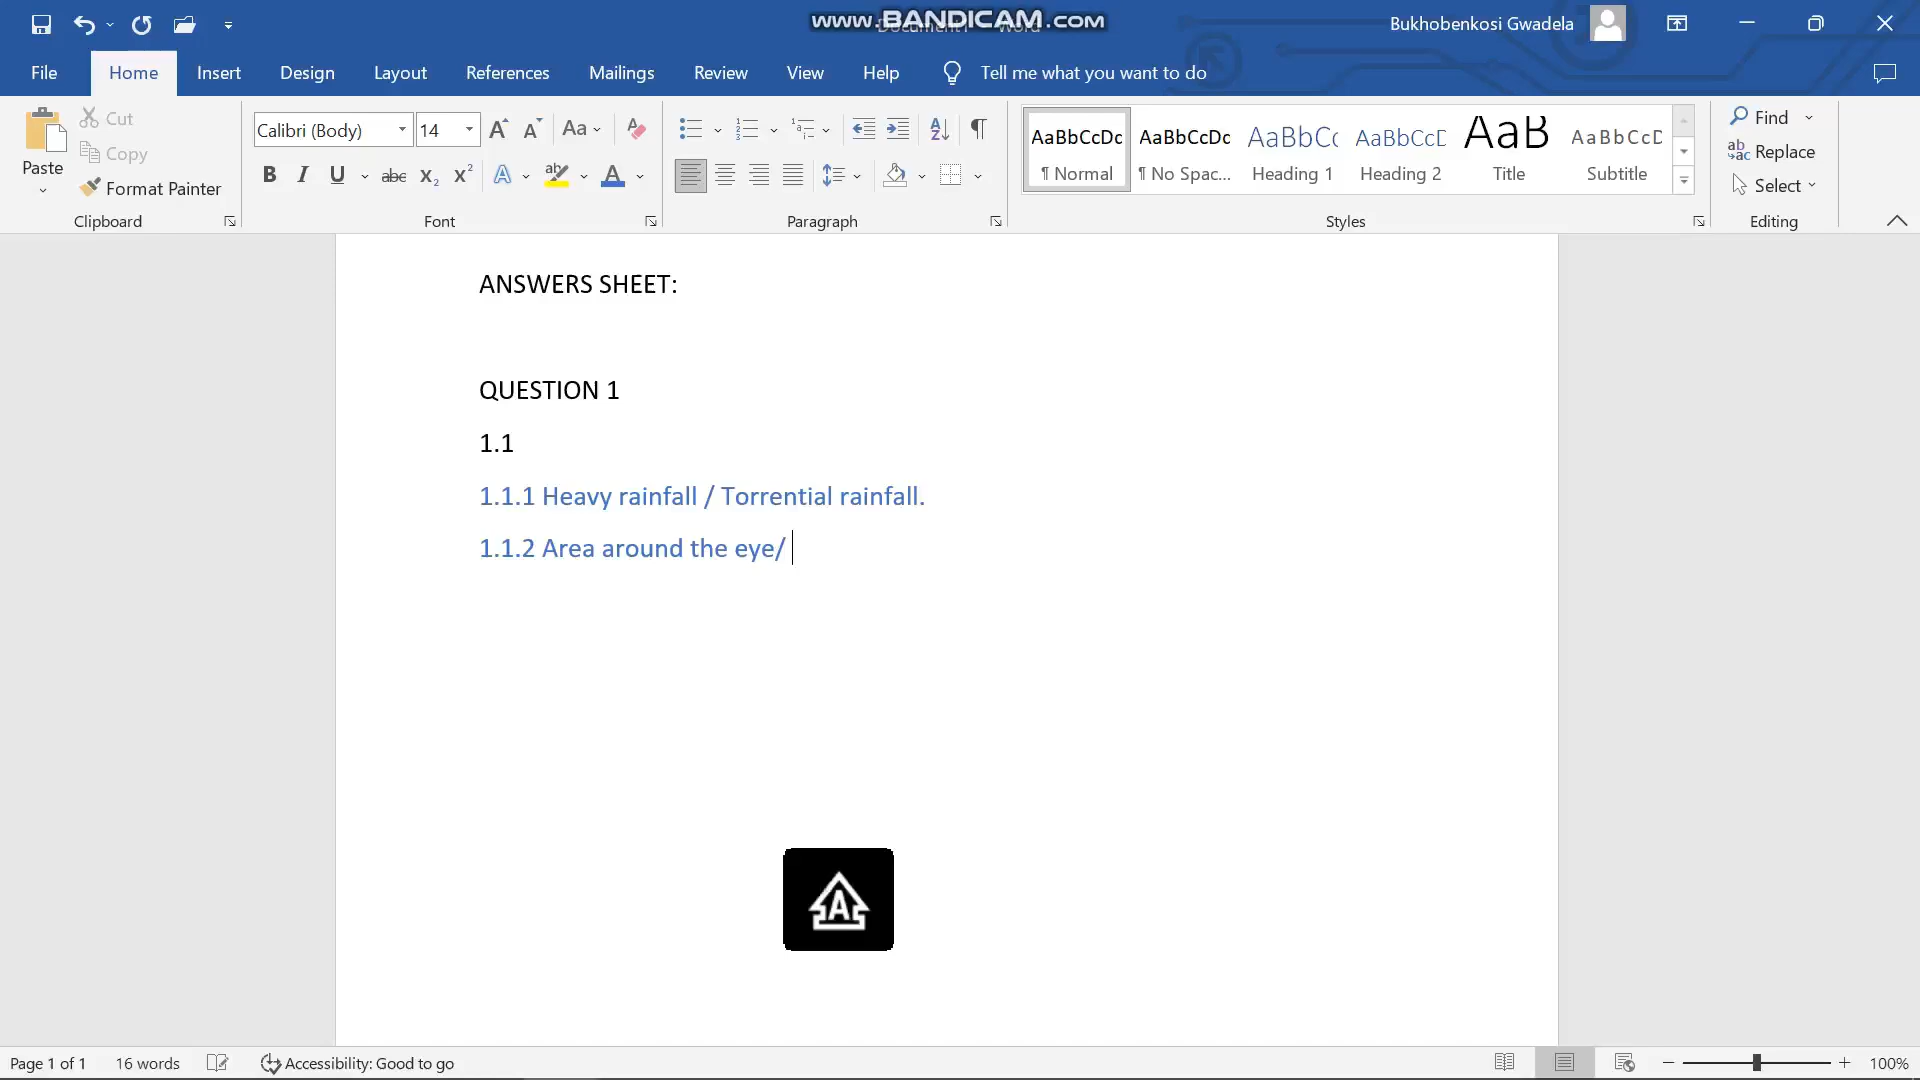 www.BANDICAM.com
Bukhobenkosi Gwadela
File Home Insert Design Layout References Mailings Review View Help Tell me what you want to do
Paste
Cut
Copy
Format Painter
Clipboard
Calibri (Body) 14
Font
Paragraph
AaBbCcDc AaBbCcDc AaBbCc AaBbCcD AaB AaBbCcD
¶ Normal ¶ No Spac... Heading 1 Heading 2 Title Subtitle
Styles
Find
Replace
Select
Editing
ANSWERS SHEET:
QUESTION 1
1.1
1.1.1 Heavy rainfall / Torrential rainfall.
1.1.2 Area around the eye/
A
Page 1 of 1 16 words Accessibility: Good to go 100%